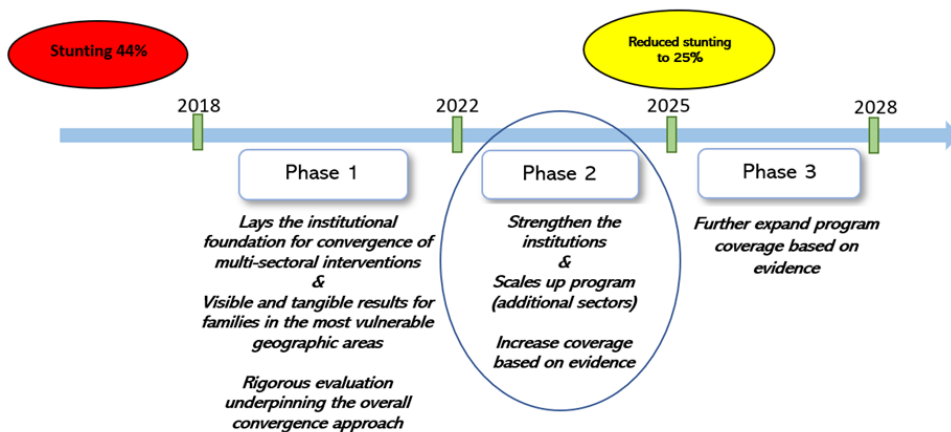 Stunting 44%
Reduced stunting
to 25%
2018
2022
2025
2028
Phase 1
Phase 2
Phase 3
Lays the institutional
foundation for convergence of
multi-sectoral interventions
&
Visible and tangible results for
families in the most vulnerable
geographic areas
Rigorous evaluation
underpinning the overall
convergence approach
Strengthen the
institutions
&
Scales up program
(additional sectors)
Increase coverage
based on evidence
Further expand program
coverage based on
evidence